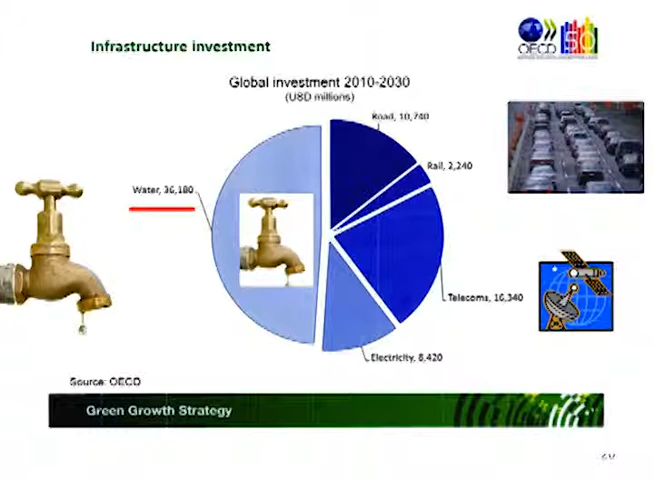 Infrastructure investment
OECD
Global investment 2010-2030
(USD millions)
Road, 10,740
Rail, 2,240
Water, 36,180
Telecoms, 16,340
Electricity, 8,420
Source: OECD
Green Growth Strategy